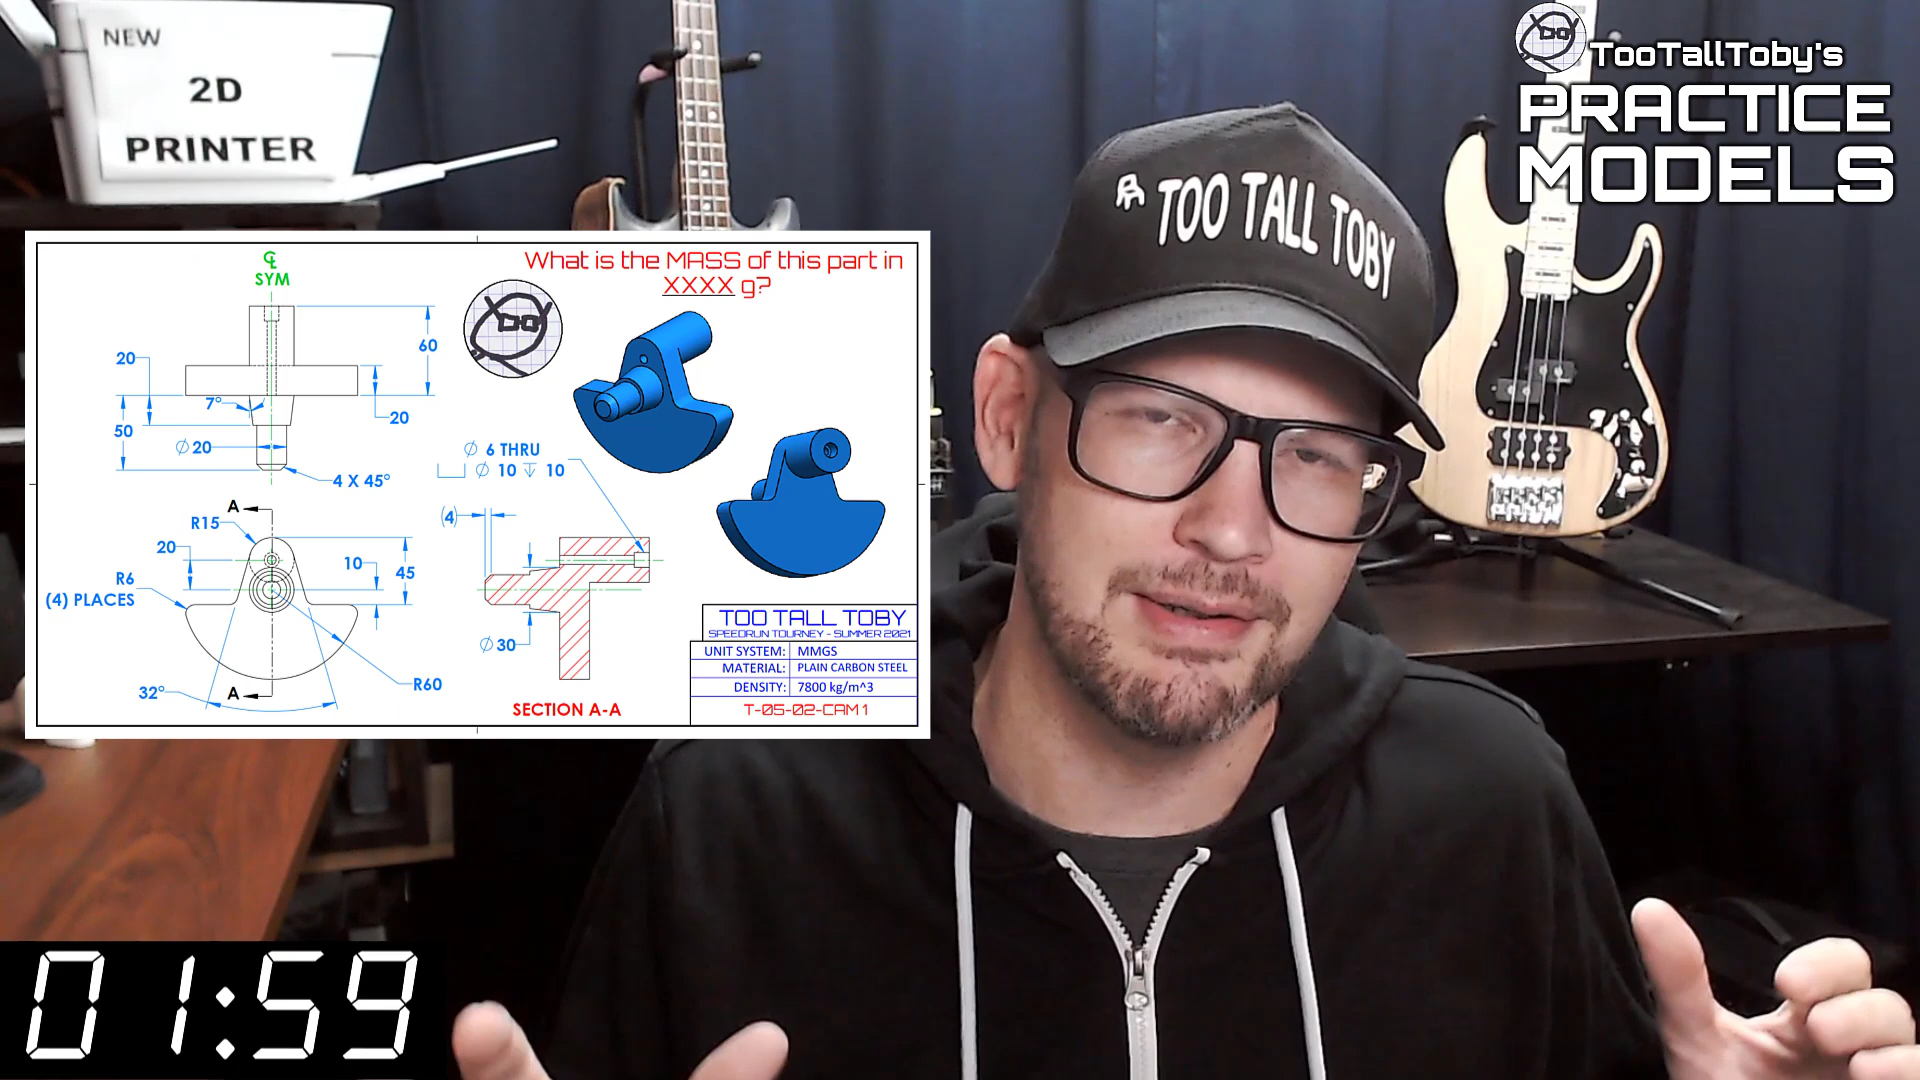 NEW
2D
PRINTER
TooTallToby's
PRACTICE
MODELS
TOO TALL TOBY
℄
SYM
What is the MASS of this part in
XXXX g?
20
60
7°
20
50
∅20
4 X 45°
∅ 6 THRU
⌴ ∅ 10 ↧ 10
A
R15
20
10
45
R6
(4) PLACES
A
32°
R60
(4)
∅30
SECTION A-A
TOO TALL TOBY
SPEEDRUN TOURNEY - SUMMER 2021
UNIT SYSTEM: MMGS
MATERIAL: PLAIN CARBON STEEL
DENSITY: 7800 kg/m^3
T-05-02-CAM 1
01:59